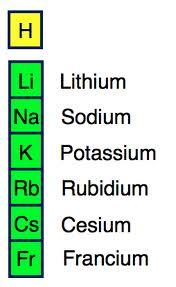 H
Li Lithium
Na Sodium
K Potassium
Rb Rubidium
Cs Cesium
Fr Francium